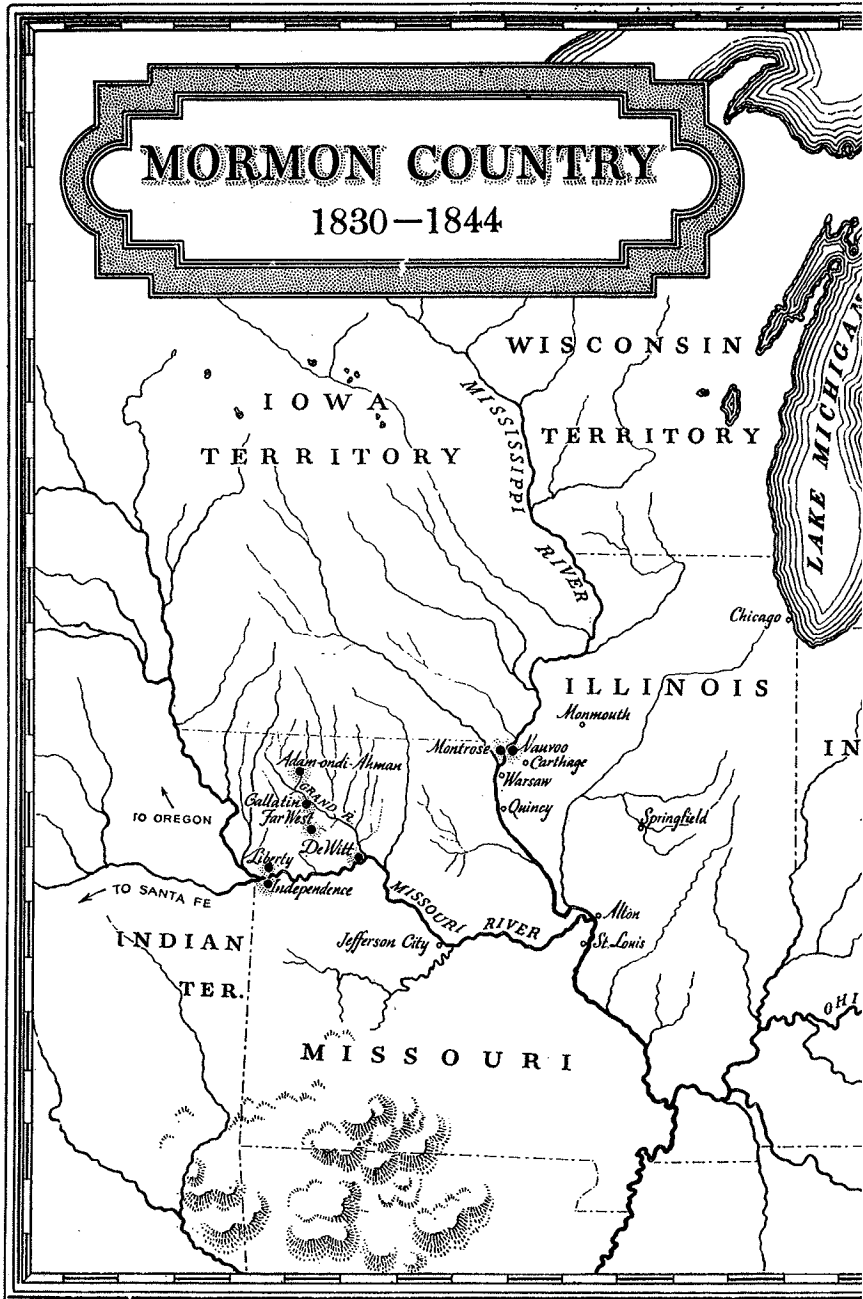 MORMON COUNTRY
1830—1844
WISCONSIN
TERRITORY
IOWA
TERRITORY
MISSISSIPPI
RIVER
LAKE MICHIGAN
Chicago
ILLINOIS
Monmouth
Montrose
Nauvoo
Carthage
Warsaw
Quincy
Springfield
IN
Adam-ondi-Ahman
Gallatin
GRAND R.
Far West
De Witt
Liberty
Independence
TO OREGON
TO SANTA FE
INDIAN
TER.
MISSOURI
RIVER
Jefferson City
Alton
St. Louis
OHI
MISSOURI